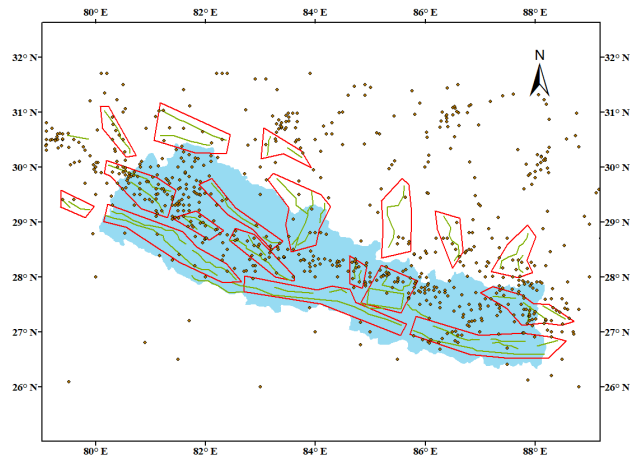 80° E 82° E 84° E 86° E 88° E
32° N 32° N
N
31° N 31° N
30° N 30° N
29° N 29° N
28° N 28° N
27° N 27° N
26° N 26° N
80° E 82° E 84° E 86° E 88° E